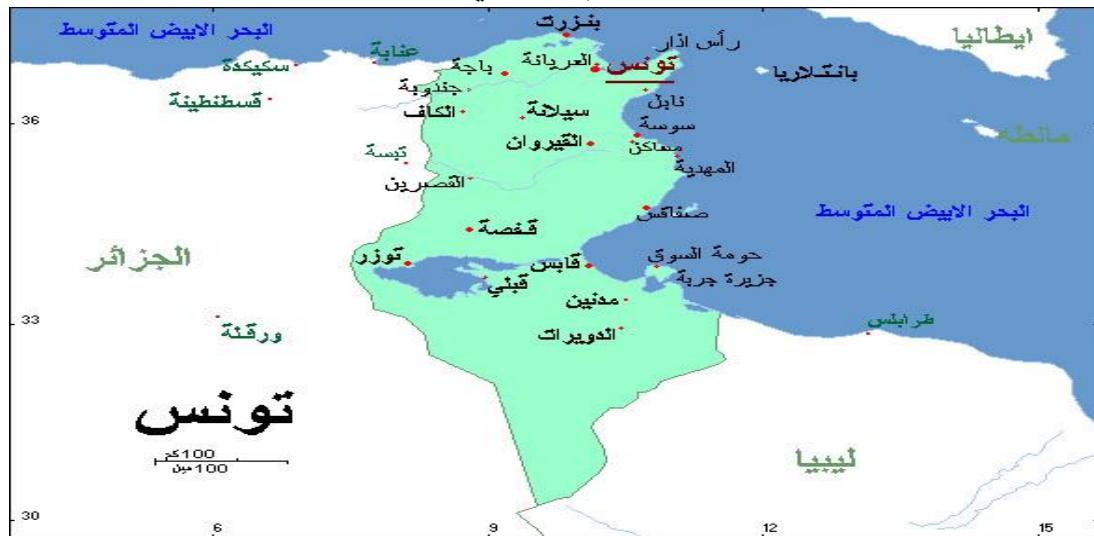 بنزرت
البحر الابيض المتوسط
ايطاليا
رأس اذار
عنابة
سكيكدة
العريانة
تونس
باجة
بانتلاريا
جندوبة
قسطنطينة
نابل
الكاف
سيلانة
36
سوسة
مالطه
القيروان
مساكن
تبسة
المهدية
القصرين
صفاقس
البحر الابيض المتوسط
قفصة
الجزائر
توزر
قابس
حومة السوق
جزيرة جربة
قبلي
مدنين
33
ورقلة
الدويرات
طرابلس
تونس
100كم
100ميل
ليبيا
30
6
9
12
15